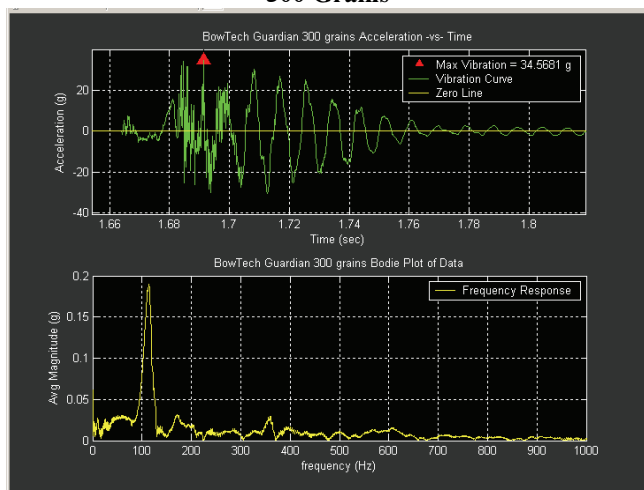 300 Grains
BowTech Guardian 300 grains Acceleration -vs- Time
Max Vibration = 34.5681 g
Vibration Curve
Zero Line
Acceleration (g)
20
0
-20
-40
1.66 1.68 1.7 1.72 1.74 1.76 1.78 1.8
Time (sec)
BowTech Guardian 300 grains Bodie Plot of Data
Frequency Response
Avg Magnitude (g)
0.2
0.15
0.1
0.05
0
0 100 200 300 400 500 600 700 800 900 1000
frequency (Hz)